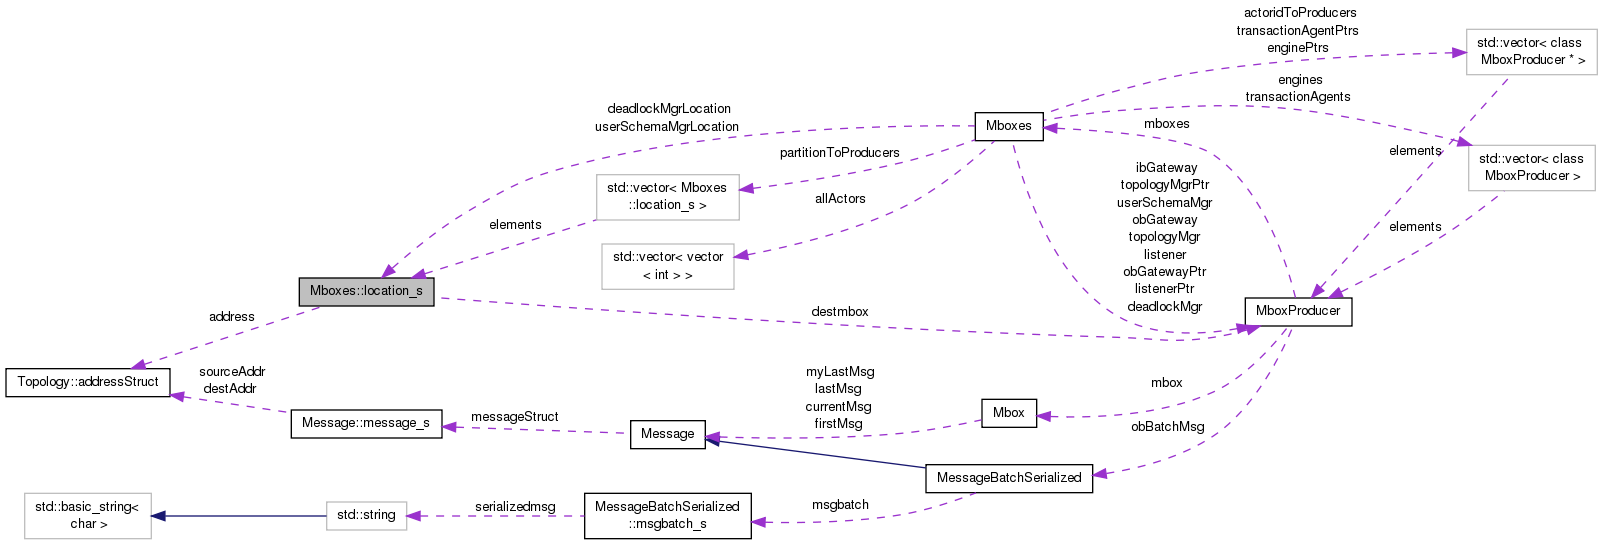 actoridToProducers
transactionAgentPtrs
enginePtrs
std::vector< class
MboxProducer * >
engines
transactionAgents
deadlockMgrLocation
userSchemaMgrLocation
Mboxes
mboxes
partitionToProducers
elements
std::vector< class
MboxProducer >
std::vector< Mboxes
::location_s >
allActors
ibGateway
topologyMgrPtr
userSchemaMgr
obGateway
topologyMgr
listener
obGatewayPtr
listenerPtr
deadlockMgr
elements
elements
std::vector< vector
< int > >
Mboxes::location_s
destmbox
MboxProducer
address
Topology::addressStruct
sourceAddr
destAddr
myLastMsg
lastMsg
currentMsg
firstMsg
mbox
Message::message_s
messageStruct
Message
Mbox
obBatchMsg
MessageBatchSerialized
std::basic_string<
char >
std::string
serializedmsg
MessageBatchSerialized
::msgbatch_s
msgbatch